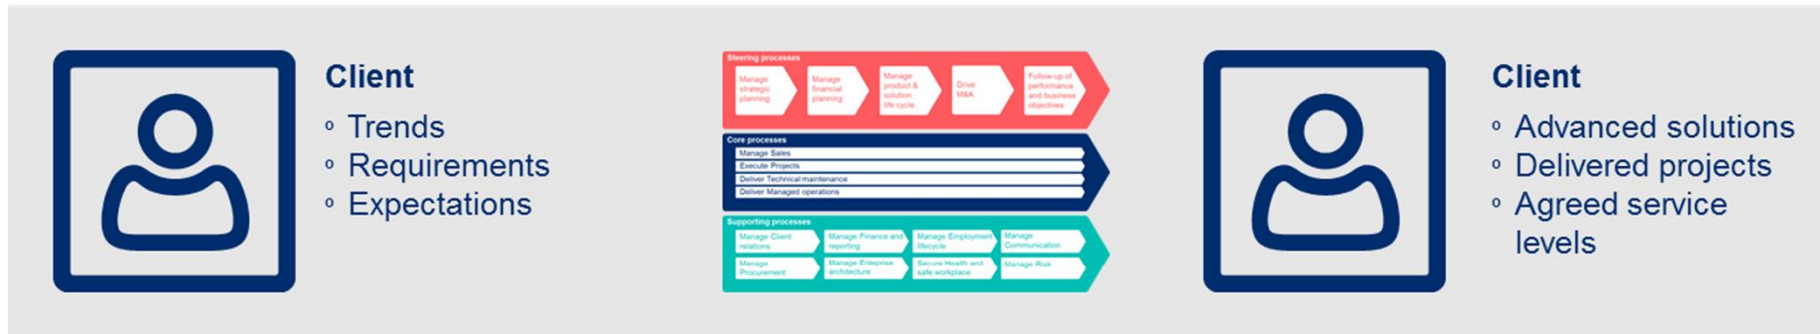 Client
º Trends
º Requirements
º Expectations
Steering processes
Manage
strategic
planning
Manage
financial
planning
Manage
product &
solution
life cycle
Drive
M&A
Follow-up of
performance
and business
objectives
Core processes
Manage Sales
Execute Projects
Deliver Technical maintenance
Deliver Managed operations
Supporting processes
Manage Client
relations
Manage Finance and
reporting
Manage Employment
lifecycle
Manage
Communication
Manage
Procurement
Manage Enteprise
architecture
Secure Health and
safe workplace
Manage Risk
Client
º Advanced solutions
º Delivered projects
º Agreed service
levels